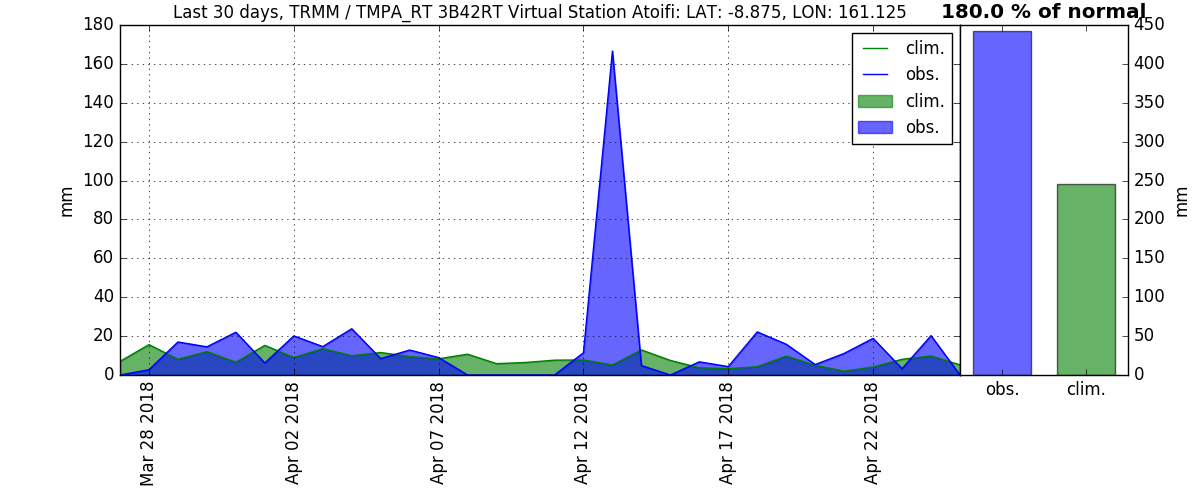 Last 30 days, TRMM / TMPA_RT 3B42RT Virtual Station Atoifi: LAT: -8.875, LON: 161.125
180.0 % of normal
180
160
140
120
100
80
60
40
20
0
mm
clim.
obs.
clim.
obs.
Mar 28 2018
Apr 02 2018
Apr 07 2018
Apr 12 2018
Apr 17 2018
Apr 22 2018
450
400
350
300
250
200
150
100
50
0
mm
obs.
clim.